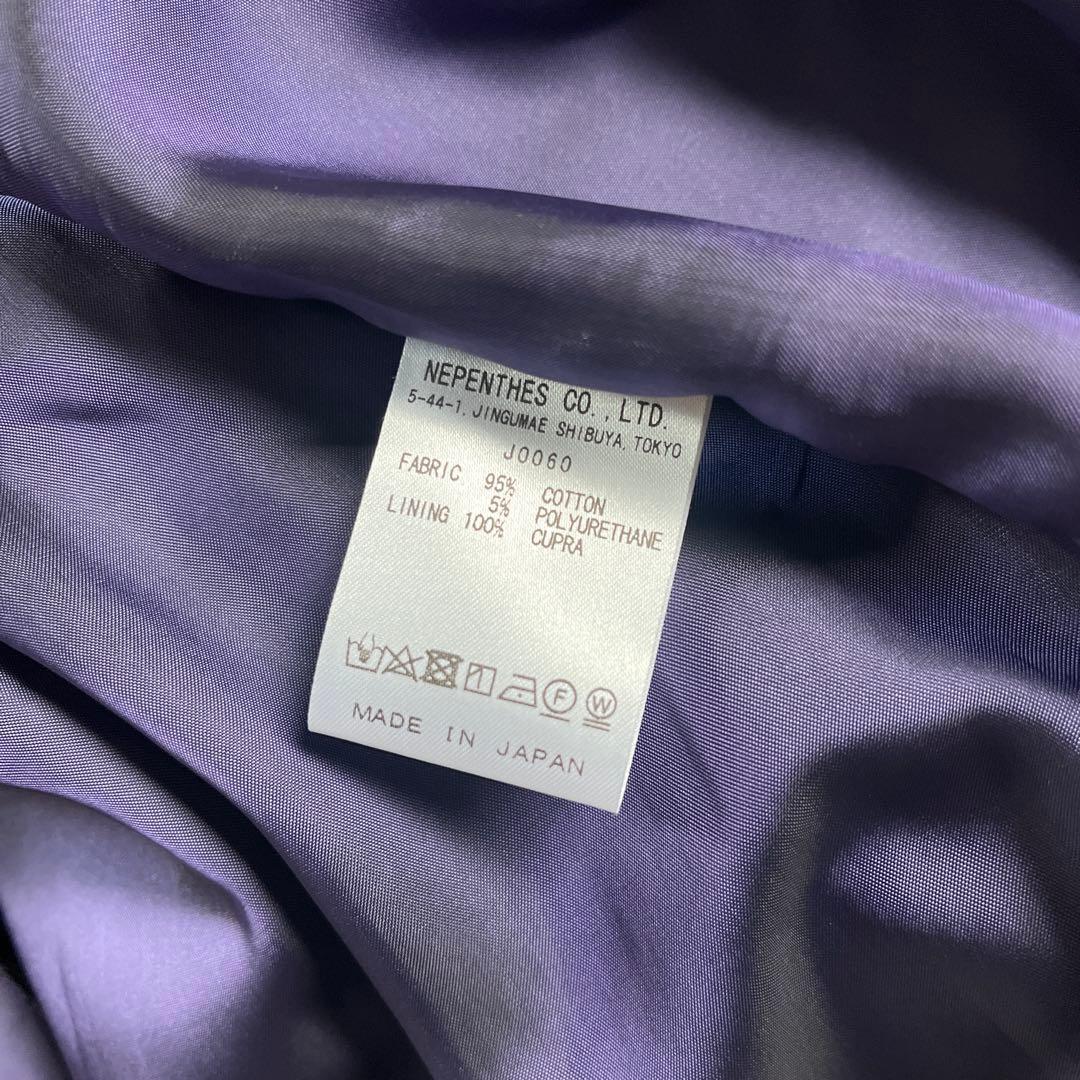 NEPENTHES CO., LTD.
5-44-1, JINGUMAE SHIBUYA, TOKYO
J0060
FABRIC 95% COTTON
5% POLYURETHANE
LINING 100% CUPRA
F W
MADE IN JAPAN